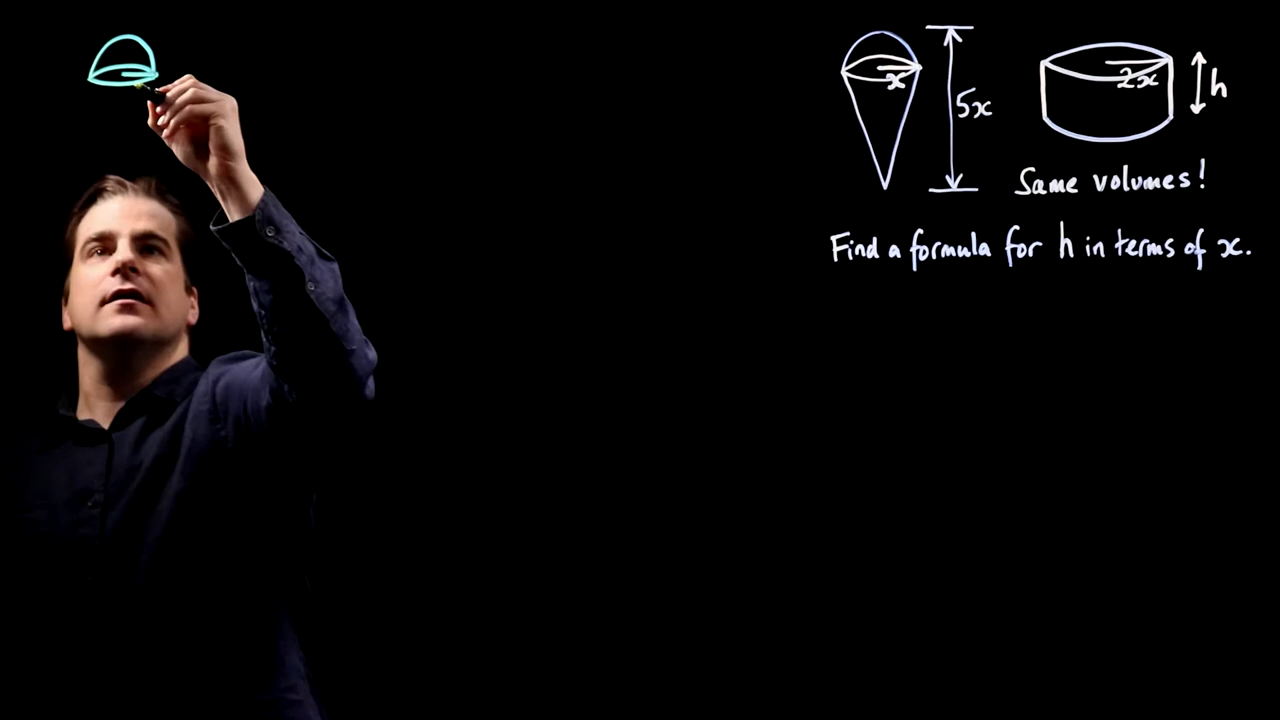 x
5x
2x
h
Same volumes!
Find a formula for h in terms of x.